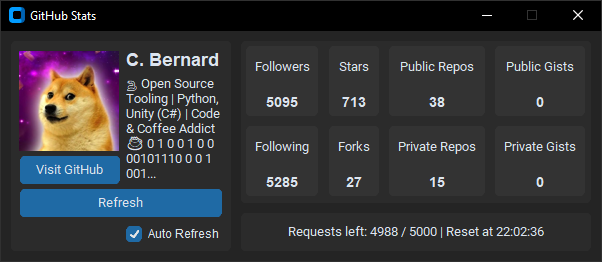 GitHub Stats
C. Bernard
Open Source
Tooling | Python,
Unity (C#) | Code
& Coffee Addict
0 1 0 0 1 0 0
00101110 0 0 1
001...
Visit GitHub
Refresh
Auto Refresh
Followers
5095
Stars
713
Public Repos
38
Public Gists
0
Following
5285
Forks
27
Private Repos
15
Private Gists
0
Requests left: 4988 / 5000 | Reset at 22:02:36